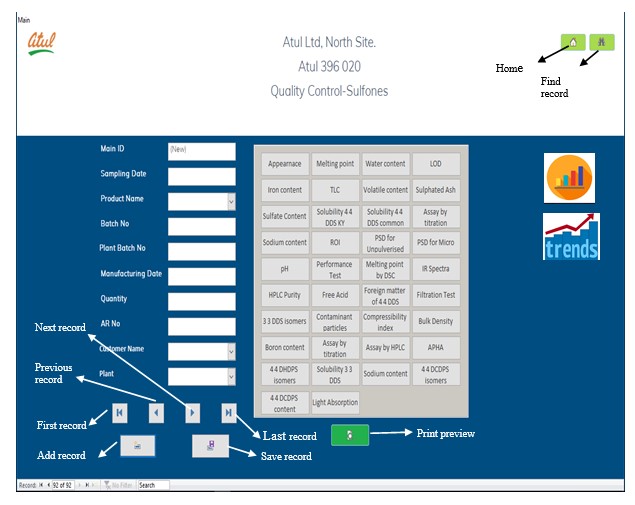 Main
atul
Atul Ltd, North Site.
Atul 396 020
Quality Control-Sulfones
Home
Find
record
Main ID
(New)
Sampling Date
Product Name
Batch No
Plant Batch No
Manufacturing Date
Quantity
AR No
Customer Name
Plant
Appearnace
Melting point
Water content
LOD
Iron content
TLC
Volatile content
Sulphated Ash
Sulfate Content
Solubility 4 4
DDS KY
Solubility 4 4
DDS common
Assay by
titration
Sodium content
ROI
PSD for
Unpulverised
PSD for Micro
pH
Performance
Test
Melting point
by DSC
IR Spectra
HPLC Purity
Free Acid
Foreign matter
of 4 4 DDS
Filtration Test
3 3 DDS isomers
Contaminant
particles
Compressibility
index
Bulk Density
Boron content
Assay by
titration
Assay by HPLC
APHA
4 4 DHDPS
isomers
Solubility 3 3
DDS
Sodium content
4 4 DCDPS
isomers
4 4 DCDPS
content
Light Absorption
trends
Next record
Previous
record
First record
Last record
Add record
Save record
Print preview
Record: 92 of 92 No Filter Search